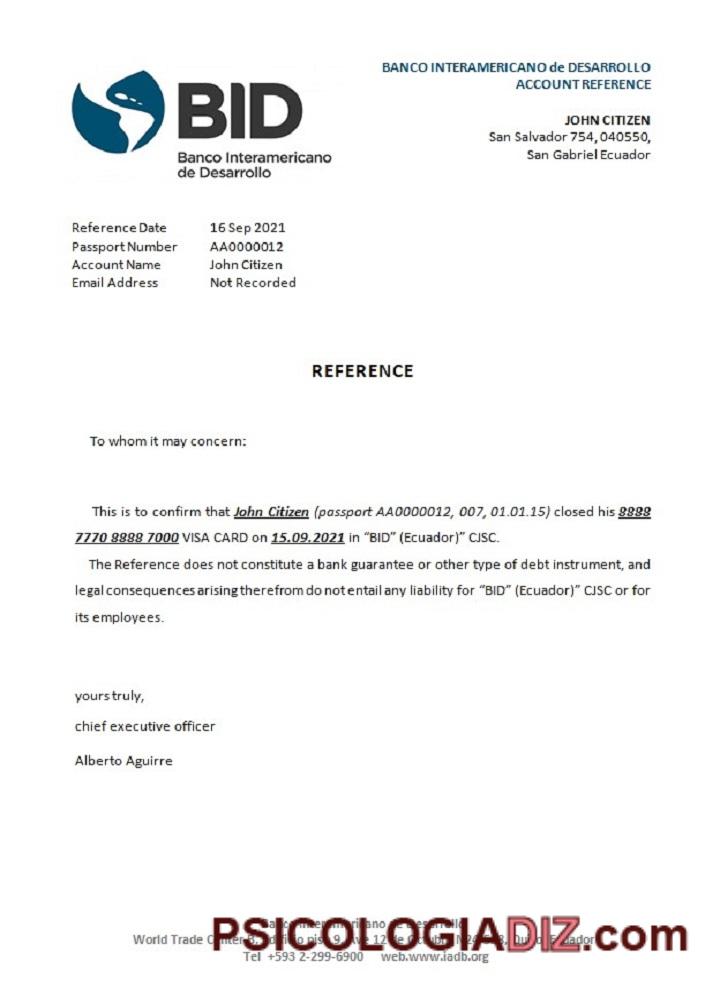 BANCO INTERAMERICANO de DESARROLLO
ACCOUNT REFERENCE
BID
Banco Interamericano
de Desarrollo
JOHN CITIZEN
San Salvador 754, 040550,
San Gabriel Ecuador
Reference Date 16 Sep 2021
Passport Number AA0000012
Account Name John Citizen
Email Address Not Recorded
REFERENCE
To whom it may concern:
This is to confirm that John Citizen (passport AA0000012, 007, 01.01.15) closed his 8888
7770 8888 7000 VISA CARD on 15.09.2021 in “BID” (Ecuador)” CJSC.
The Reference does not constitute a bank guarantee or other type of debt instrument, and
legal consequences arising therefrom do not entail any liability for “BID” (Ecuador)” CJSC or for
its employees.
yours truly,
chief executive officer
Alberto Aguirre
Banco Interamericano de Desarrollo
World Trade 12 de
Tel +593 2-299-6900 web.www.iadb.org
PSICOLOGIADIZ.com